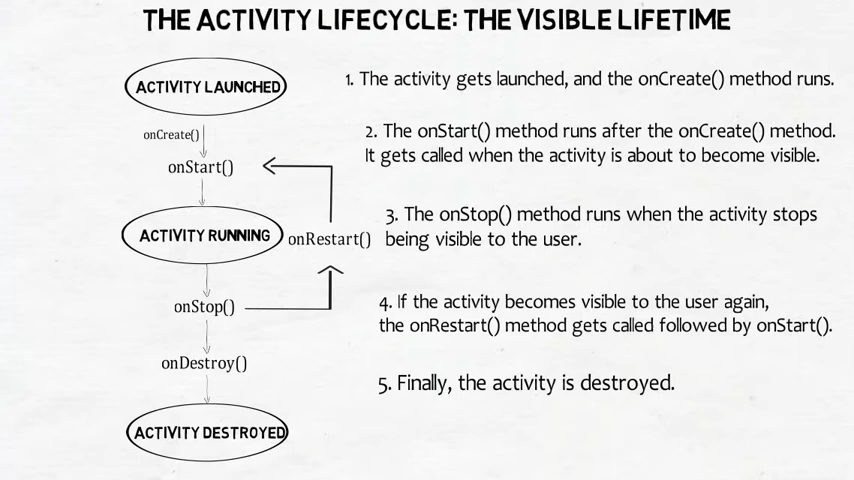 THE ACTIVITY LIFECYCLE: THE VISIBLE LIFETIME
ACTIVITY LAUNCHED
onCreate()
onStart()
ACTIVITY RUNNING
onRestart()
onStop()
onDestroy()
ACTIVITY DESTROYED
1. The activity gets launched, and the onCreate() method runs.
2. The onStart() method runs after the onCreate() method.
It gets called when the activity is about to become visible.
3. The onStop() method runs when the activity stops
being visible to the user.
4. If the activity becomes visible to the user again,
the onRestart() method gets called followed by onStart().
5. Finally, the activity is destroyed.